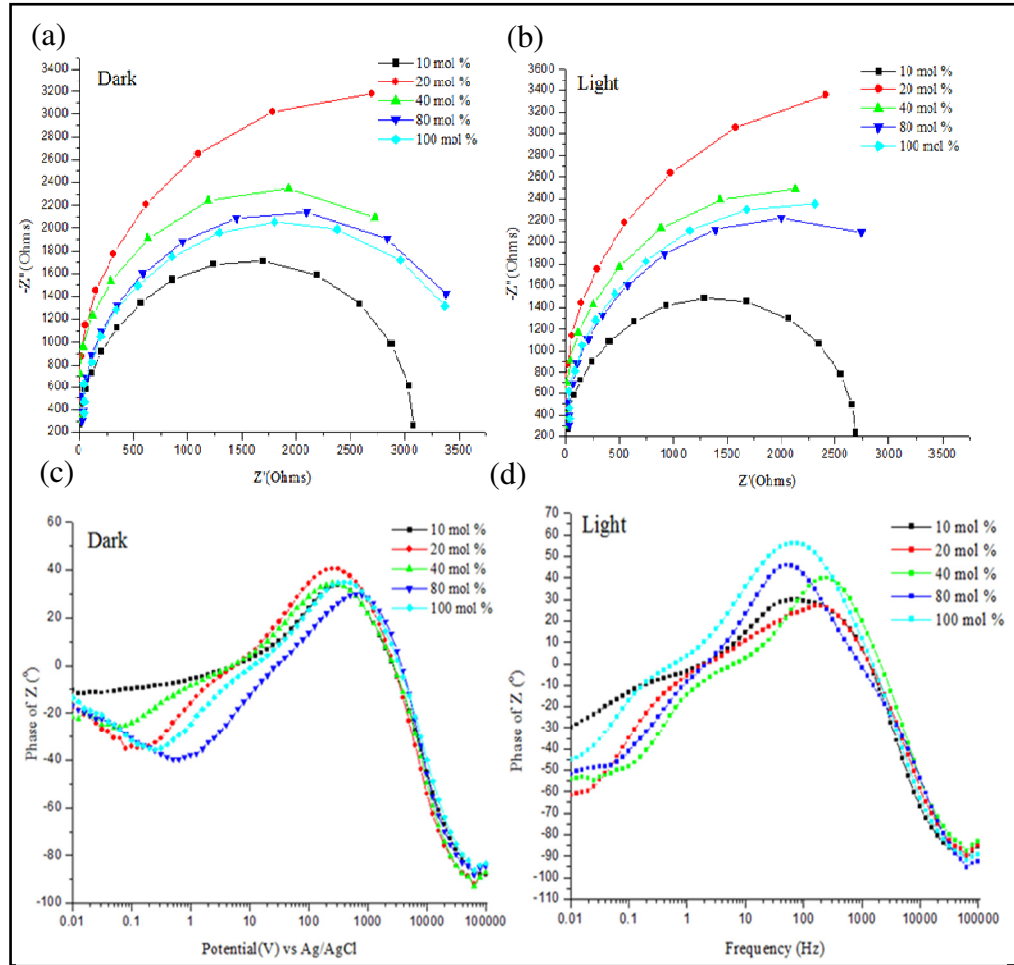 (a)
Dark
10 mol %
20 mol %
40 mol %
80 mol %
100 mol %
3400
3200
3000
2800
2600
2400
2200
2000
1800
1600
1400
1200
1000
800
600
400
200
-Z"(Ohms)
0 500 1000 1500 2000 2500 3000 3500
Z'(Ohms)
(b)
Light
10 mol %
20 mol %
40 mol %
80 mol %
100 mol %
3600
3400
3200
3000
2800
2600
2400
2200
2000
1800
1600
1400
1200
1000
800
600
400
200
-Z"(Ohms)
0 500 1000 1500 2000 2500 3000 3500
Z'(Ohms)
(c)
Dark
10 mol %
20 mol %
40 mol %
80 mol %
100 mol %
60
40
20
0
-20
-40
-60
-80
-100
Phase of Z (°)
0.01 0.1 1 10 100 1000 10000 100000
Potential(V) vs Ag/AgCl
(d)
Light
10 mol %
20 mol %
40 mol %
80 mol %
100 mol %
70
60
50
40
30
20
10
0
-10
-20
-30
-40
-50
-60
-70
-80
-90
-100
-110
Phase of Z (°)
0.01 0.1 1 10 100 1000 10000 100000
Frequency (Hz)